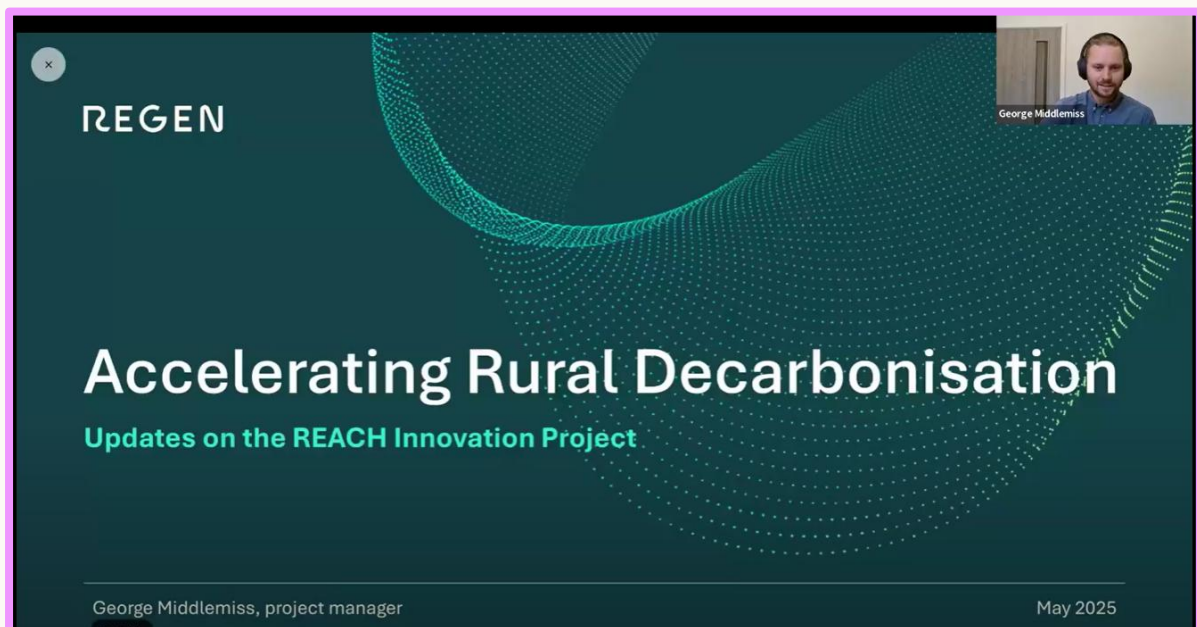 REGEN
George Middlemiss
Accelerating Rural Decarbonisation
Updates on the REACH Innovation Project
George Middlemiss, project manager
May 2025